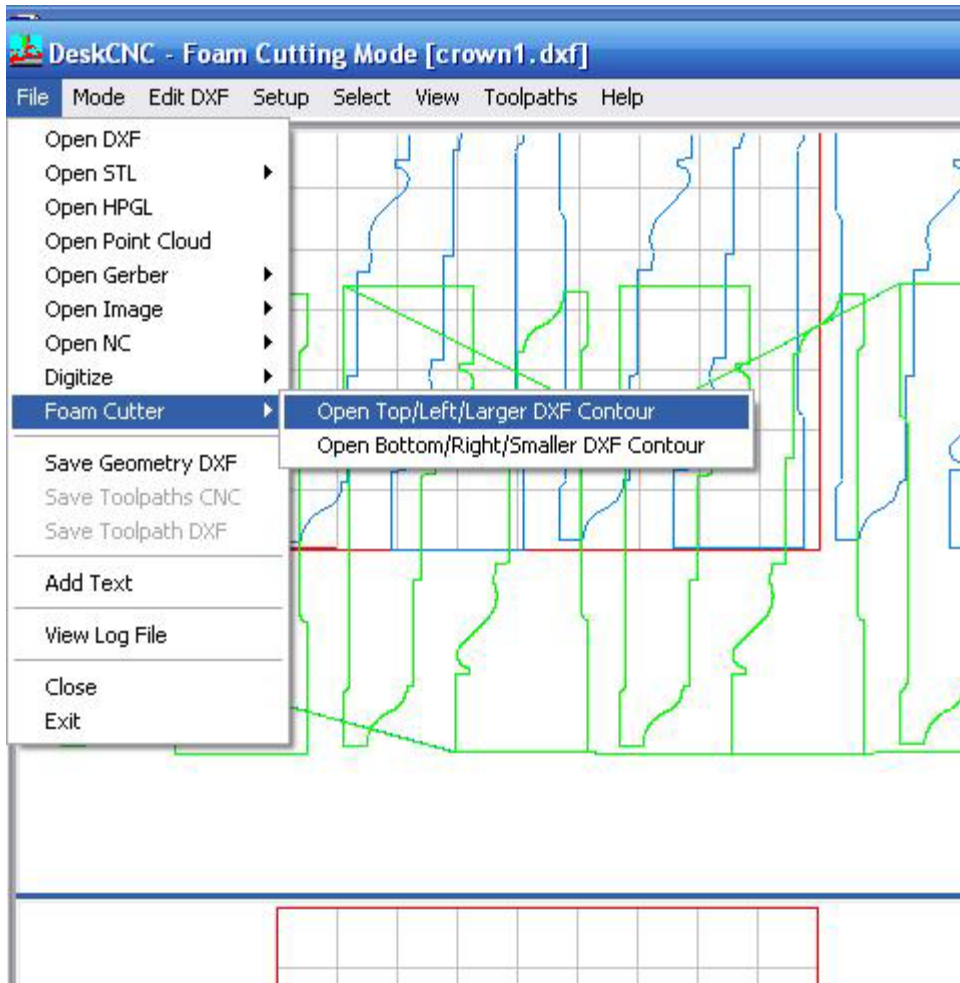 DeskCNC - Foam Cutting Mode [crown1.dxf]
File Mode Edit DXF Setup Select View Toolpaths Help
Open DXF
Open STL
Open HPGL
Open Point Cloud
Open Gerber
Open Image
Open NC
Digitize
Foam Cutter
Open Top/Left/Larger DXF Contour
Open Bottom/Right/Smaller DXF Contour
Save Geometry DXF
Save Toolpaths CNC
Save Toolpath DXF
Add Text
View Log File
Close
Exit